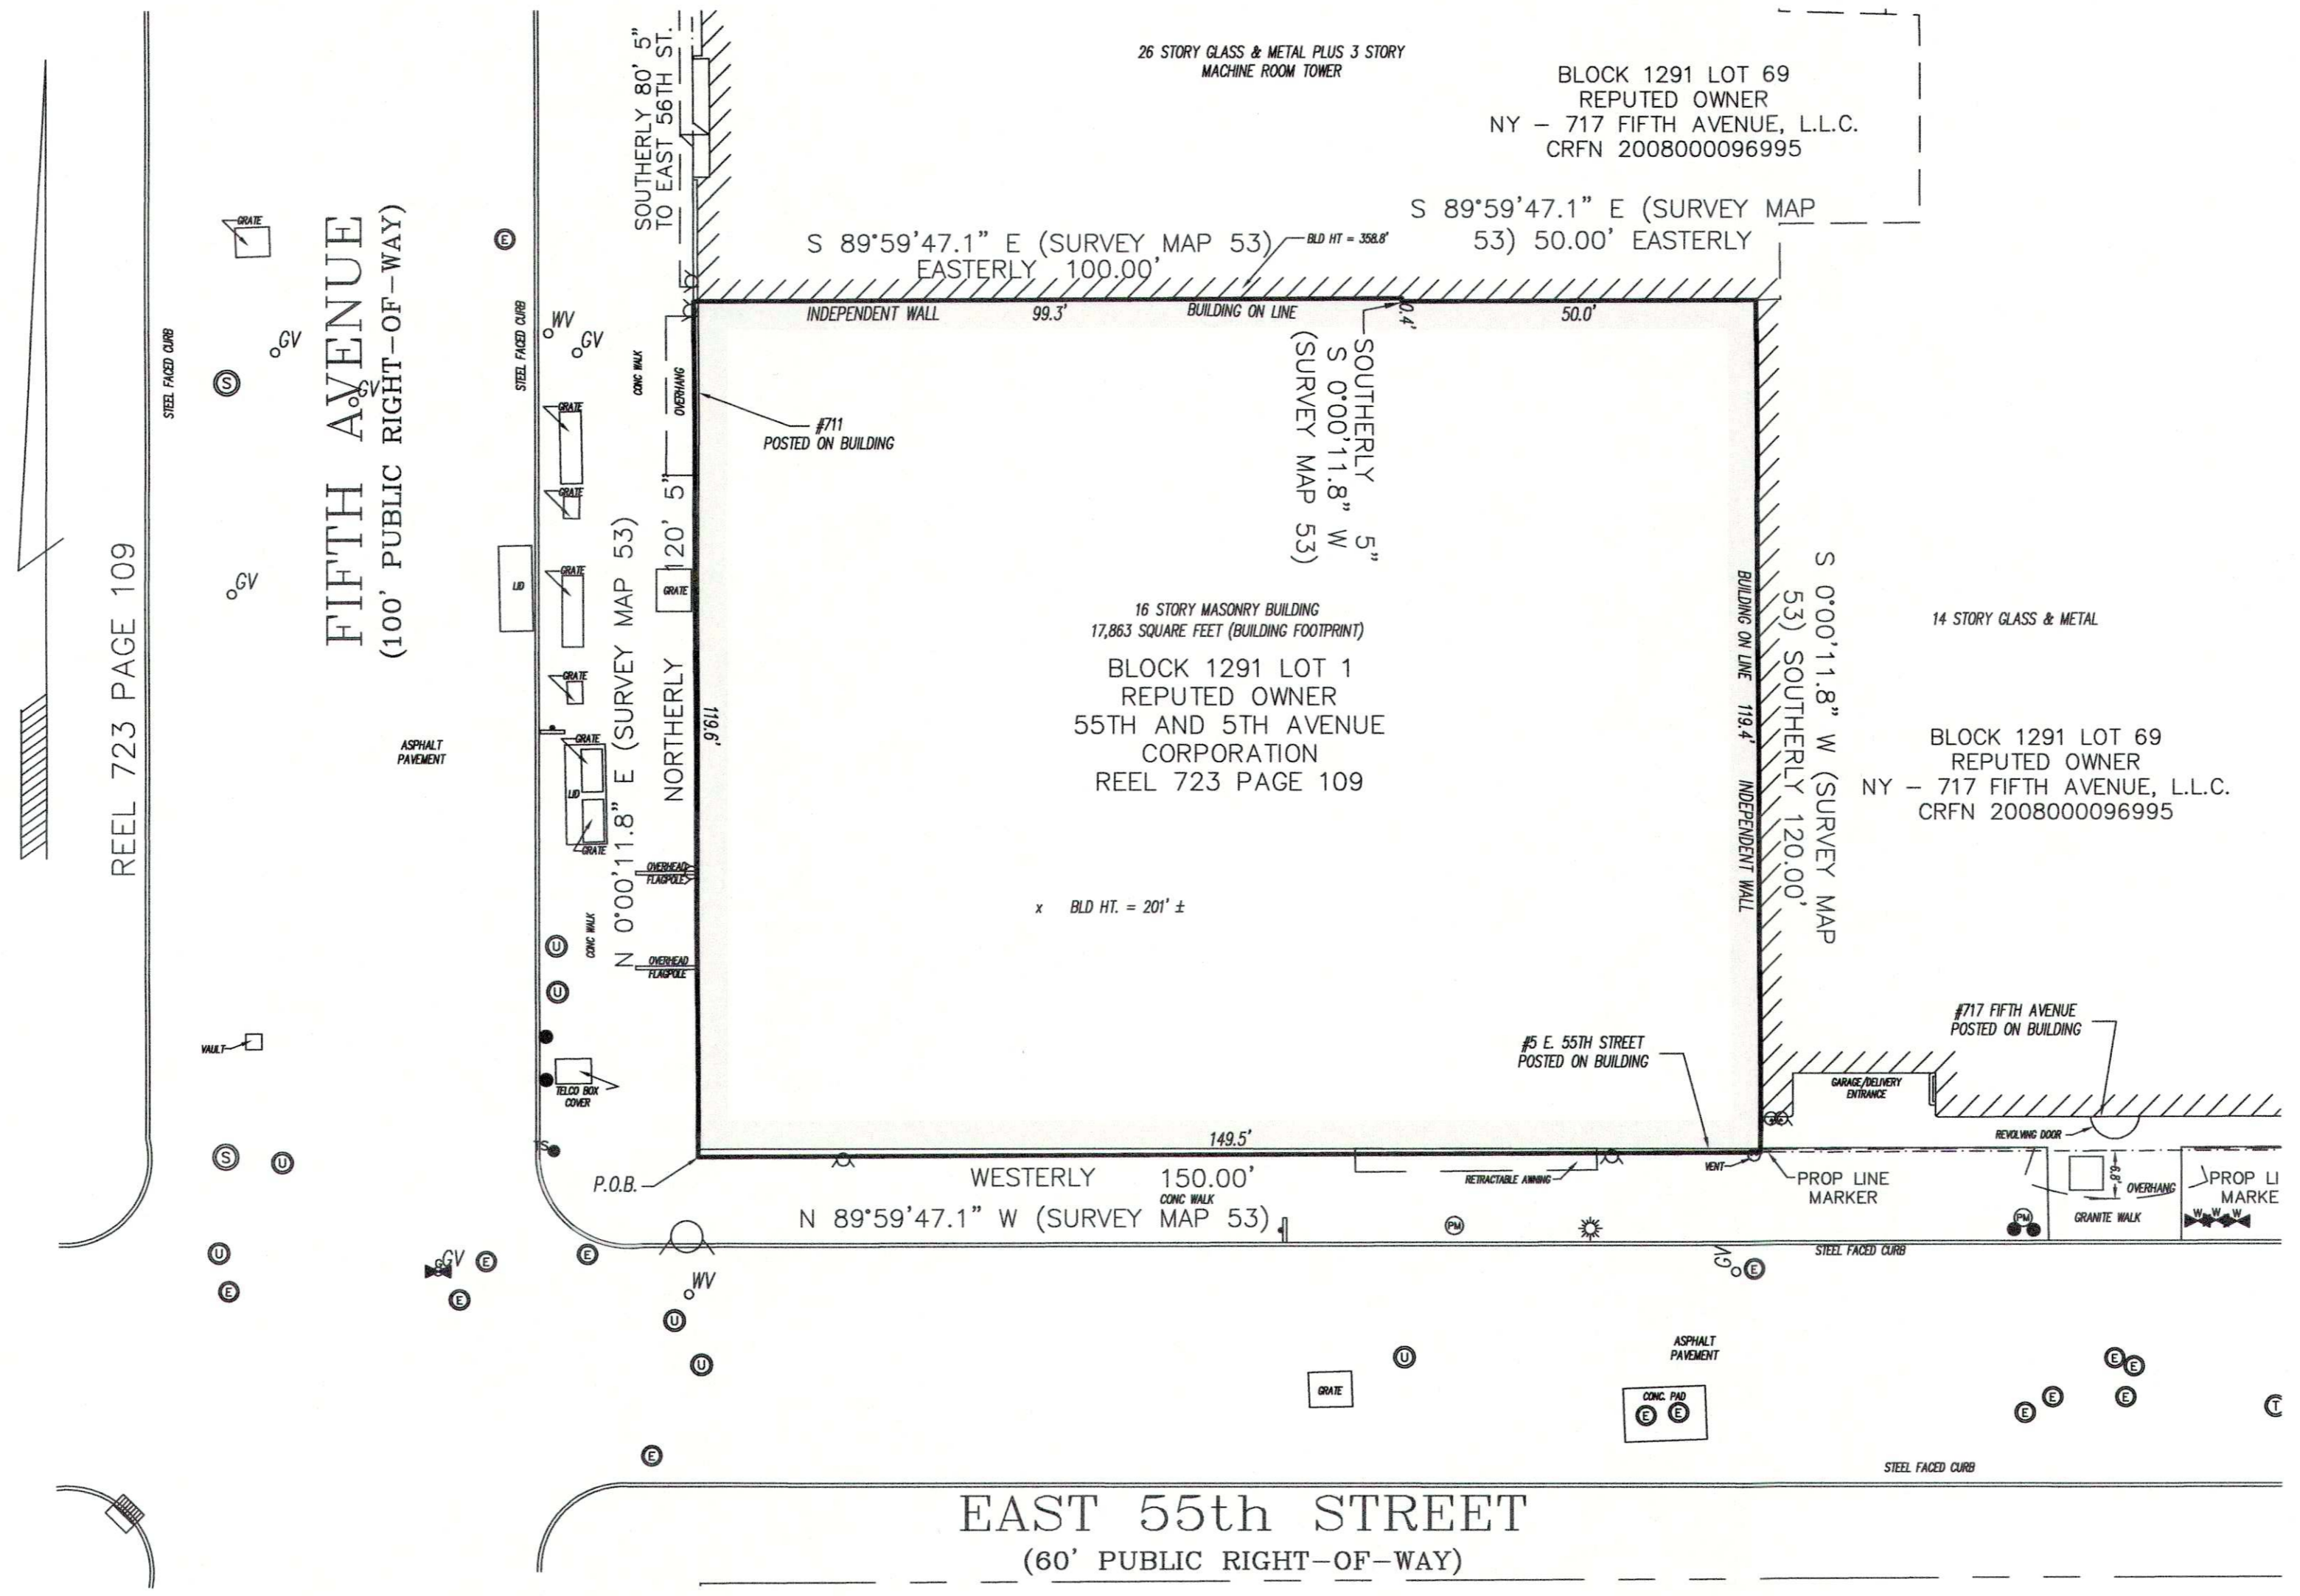 26 STORY GLASS & METAL PLUS 3 STORY
MACHINE ROOM TOWER
BLOCK 1291 LOT 69
REPUTED OWNER
NY - 717 FIFTH AVENUE, L.L.C.
CRFN 2008000096995
SOUTHERLY 80' 5"
TO EAST 56TH ST.
S 89°59'47.1" E (SURVEY MAP 53)
EASTERLY 100.00'
BLD HT = 358.8'
S 89°59'47.1" E (SURVEY MAP
53) 50.00' EASTERLY
INDEPENDENT WALL
99.3'
BUILDING ON LINE
0.4'
50.0'
SOUTHERLY 5"
S 0°00'11.8" W
(SURVEY MAP 53)
GRATE
E
GV
S
STEEL FACED CURB
FIFTH AVENUE
(100' PUBLIC RIGHT-OF-WAY)
GV
STEEL FACED CURB
WV
GV
CONC WALK
OVERHANG
#711
POSTED ON BUILDING
GRATE
GRATE
GV
LID
GRATE
GRATE
GRATE
REEL 723 PAGE 109
N 0°00'11.8" E (SURVEY MAP 53)
NORTHERLY 120' 5"
119.6'
ASPHALT
PAVEMENT
GRATE
LID
GRATE
16 STORY MASONRY BUILDING
17,863 SQUARE FEET (BUILDING FOOTPRINT)
BLOCK 1291 LOT 1
REPUTED OWNER
55TH AND 5TH AVENUE
CORPORATION
REEL 723 PAGE 109
x BLD HT. = 201' ±
BUILDING ON LINE 119.4' INDEPENDENT WALL
S 0°00'11.8" W (SURVEY MAP
53) SOUTHERLY 120.00'
14 STORY GLASS & METAL
BLOCK 1291 LOT 69
REPUTED OWNER
NY - 717 FIFTH AVENUE, L.L.C.
CRFN 2008000096995
OVERHEAD
FLAGPOLE
CONC WALK
OVERHEAD
FLAGPOLE
U
U
VAULT
TELCO BOX
COVER
TS
S
U
P.O.B.
149.5'
WESTERLY 150.00'
CONC WALK
N 89°59'47.1" W (SURVEY MAP 53)
#5 E. 55TH STREET
POSTED ON BUILDING
RETRACTABLE AWNING
VENT
#717 FIFTH AVENUE
POSTED ON BUILDING
GARAGE/DELIVERY
ENTRANCE
REVOLVING DOOR
PROP LINE
MARKER
6.8'
OVERHANG
GRANITE WALK
PROP LI
MARKE
PM
PM
W W W
STEEL FACED CURB
U
E
GV
E
E
E
WV
U
U
GV
E
U
ASPHALT
PAVEMENT
GRATE
CONC. PAD
E E
E
E
E
E
E
T
E
STEEL FACED CURB
EAST 55th STREET
(60' PUBLIC RIGHT-OF-WAY)